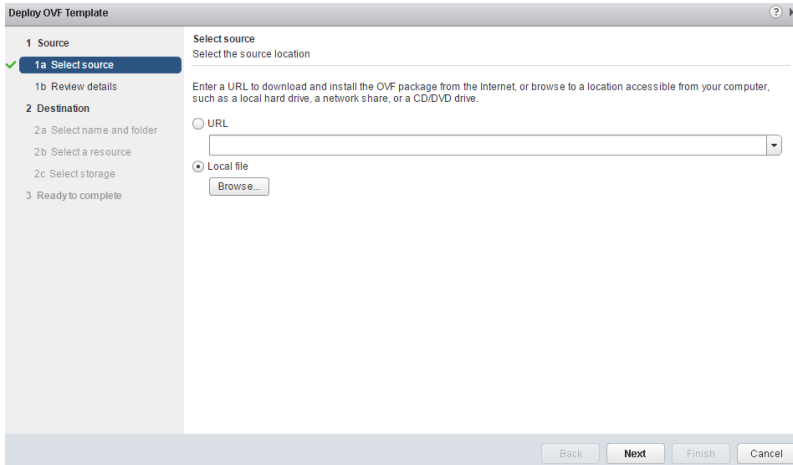 Deploy OVF Template
?
1 Source
1a Select source
1b Review details
2 Destination
2a Select name and folder
2b Select a resource
2c Select storage
3 Ready to complete
Select source
Select the source location
Enter a URL to download and install the OVF package from the Internet, or browse to a location accessible from your computer,
such as a local hard drive, a network share, or a CD/DVD drive.
URL
Local file
Browse...
Back
Next
Finish
Cancel